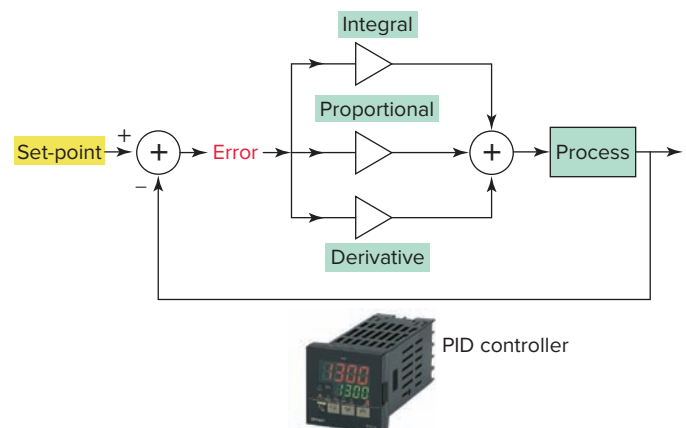 Integral
Proportional
Set-point
+
−
+
Error
+
Process
Derivative
PID controller
1300
1300